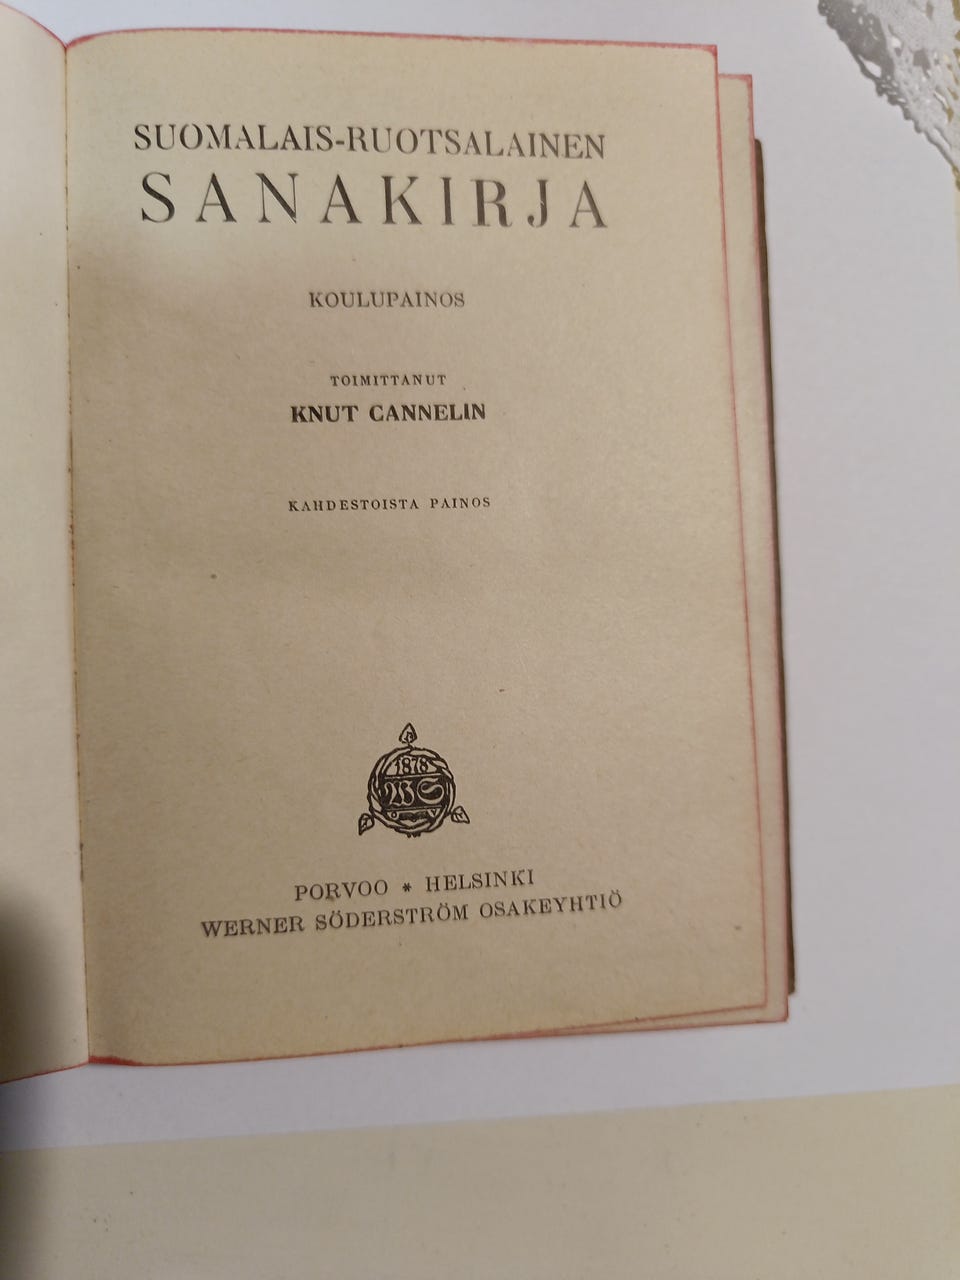 SUOMALAIS-RUOTSALAINEN
SANAKIRJA
KOULUPAINOS
TOIMITTANUT
KNUT CANNELIN
KAHDESTOISTA PAINOS
1878
WS
O Y
PORVOO * HELSINKI
WERNER SÖDERSTRÖM OSAKEYHTIÖ